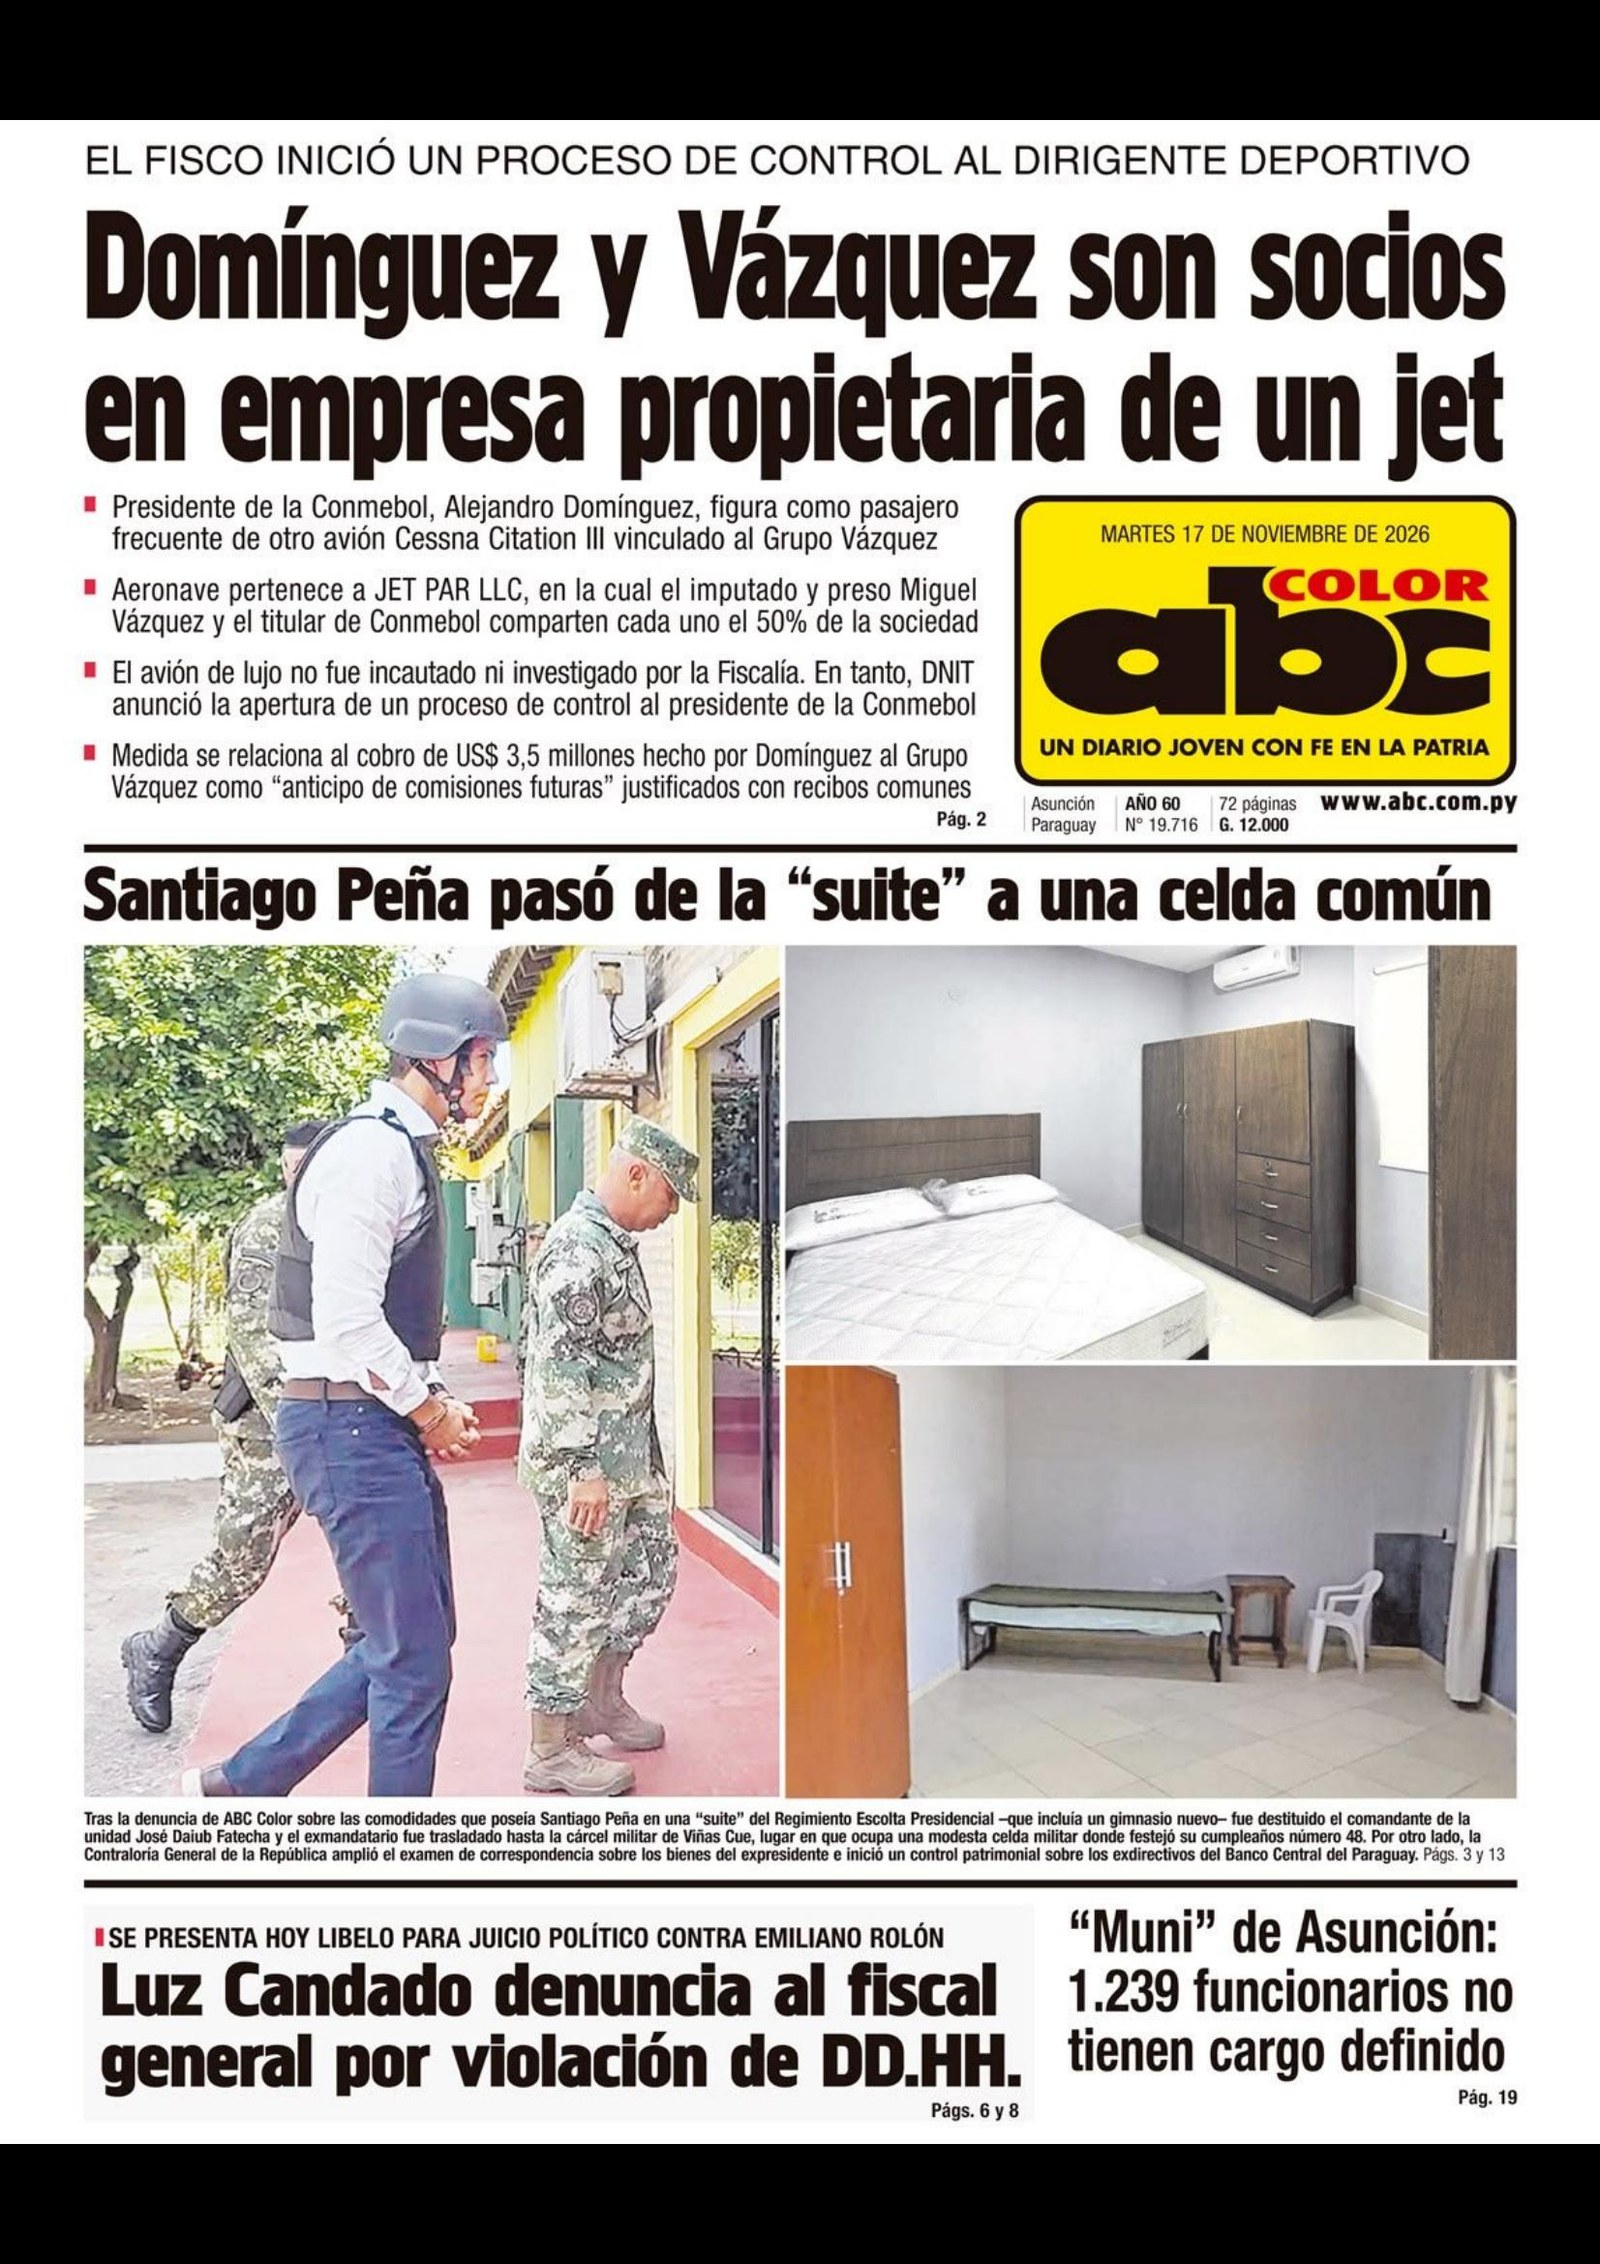 EL FISCO INICIÓ UN PROCESO DE CONTROL AL DIRIGENTE DEPORTIVO
Domínguez y Vázquez son socios
en empresa propietaria de un jet
Presidente de la Conmebol, Alejandro Domínguez, figura como pasajero
frecuente de otro avión Cessna Citation III vinculado al Grupo Vázquez
Aeronave pertenece a JET PAR LLC, en la cual el imputado y preso Miguel
Vázquez y el titular de Conmebol comparten cada uno el 50% de la sociedad
El avión de lujo no fue incautado ni investigado por la Fiscalía. En tanto, DNIT
anunció la apertura de un proceso de control al presidente de la Conmebol
Medida se relaciona al cobro de US$ 3,5 millones hecho por Domínguez al Grupo
Vázquez como “anticipo de comisiones futuras” justificados con recibos comunes
Pág. 2
MARTES 17 DE NOVIEMBRE DE 2026
abc COLOR
UN DIARIO JOVEN CON FE EN LA PATRIA
Asunción
Paraguay
AÑO 60
N° 19.716
72 páginas
G. 12.000
www.abc.com.py
Santiago Peña pasó de la “suite” a una celda común
Tras la denuncia de ABC Color sobre las comodidades que poseía Santiago Peña en una “suite” del Regimiento Escolta Presidencial –que incluía un gimnasio nuevo– fue destituido el comandante de la
unidad José Daiub Fatecha y el exmandatario fue trasladado hasta la cárcel militar de Viñas Cue, lugar en que ocupa una modesta celda militar donde festejó su cumpleaños número 48. Por otro lado, la
Contraloría General de la República amplió el examen de correspondencia sobre los bienes del expresidente e inició un control patrimonial sobre los exdirectivos del Banco Central del Paraguay. Págs. 3 y 13
SE PRESENTA HOY LIBELO PARA JUICIO POLÍTICO CONTRA EMILIANO ROLÓN
Luz Candado denuncia al fiscal
general por violación de DD.HH.
Págs. 6 y 8
“Muni” de Asunción:
1.239 funcionarios no
tienen cargo definido
Pág. 19